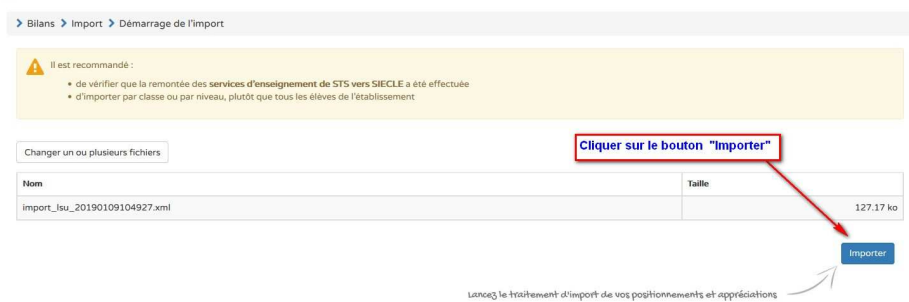 Bilans Import Démarrage de l'import
Il est recommandé :
• de vérifier que la remontée des services d'enseignement de STS vers SIECLE a été effectuée
• d'importer par classe ou par niveau, plutôt que tous les élèves de l'établissement
Changer un ou plusieurs fichiers
Cliquer sur le bouton "Importer"
Nom Taille
import_lsu_20190109104927.xml 127.17 ko
Importer
Lancez le traitement d'import de vos positionnements et appréciations